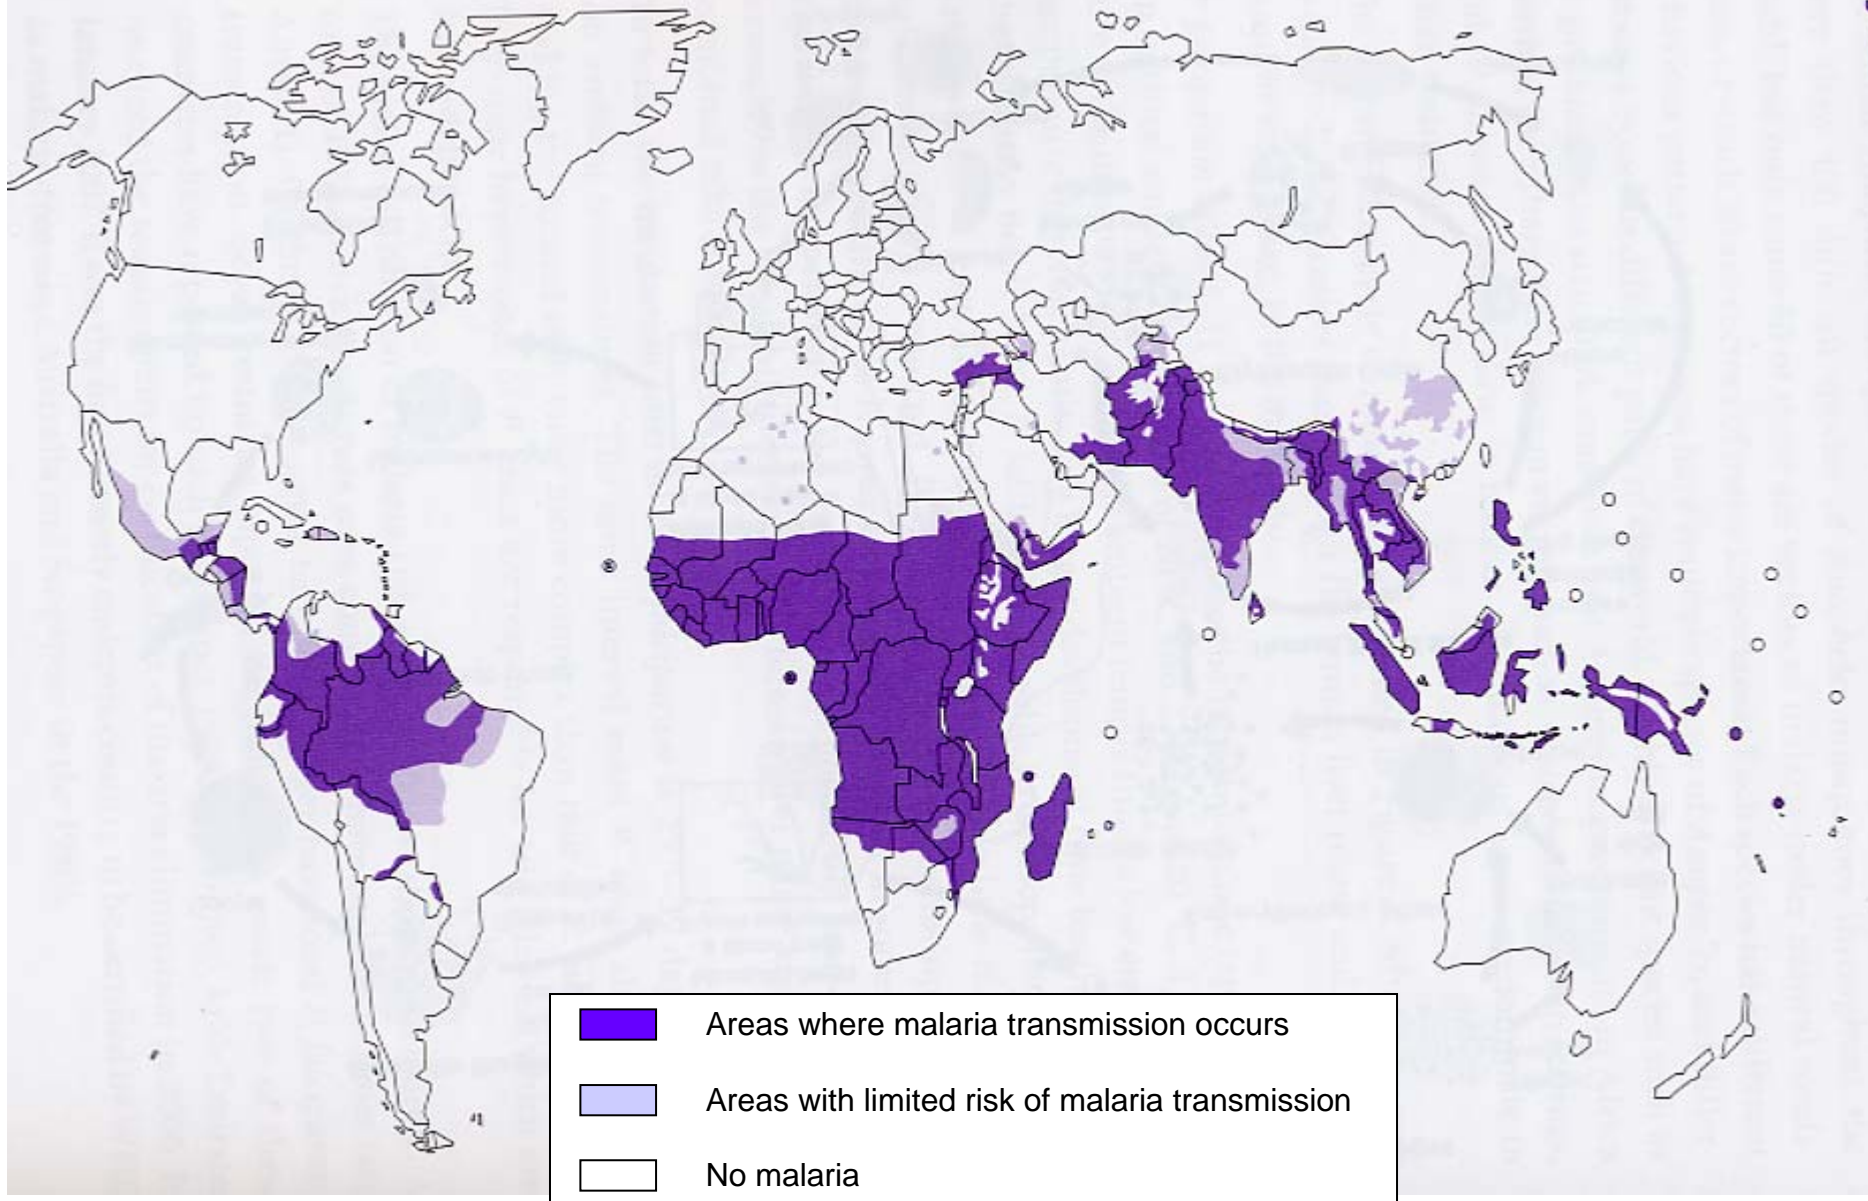 Areas where malaria transmission occurs
Areas with limited risk of malaria transmission
No malaria